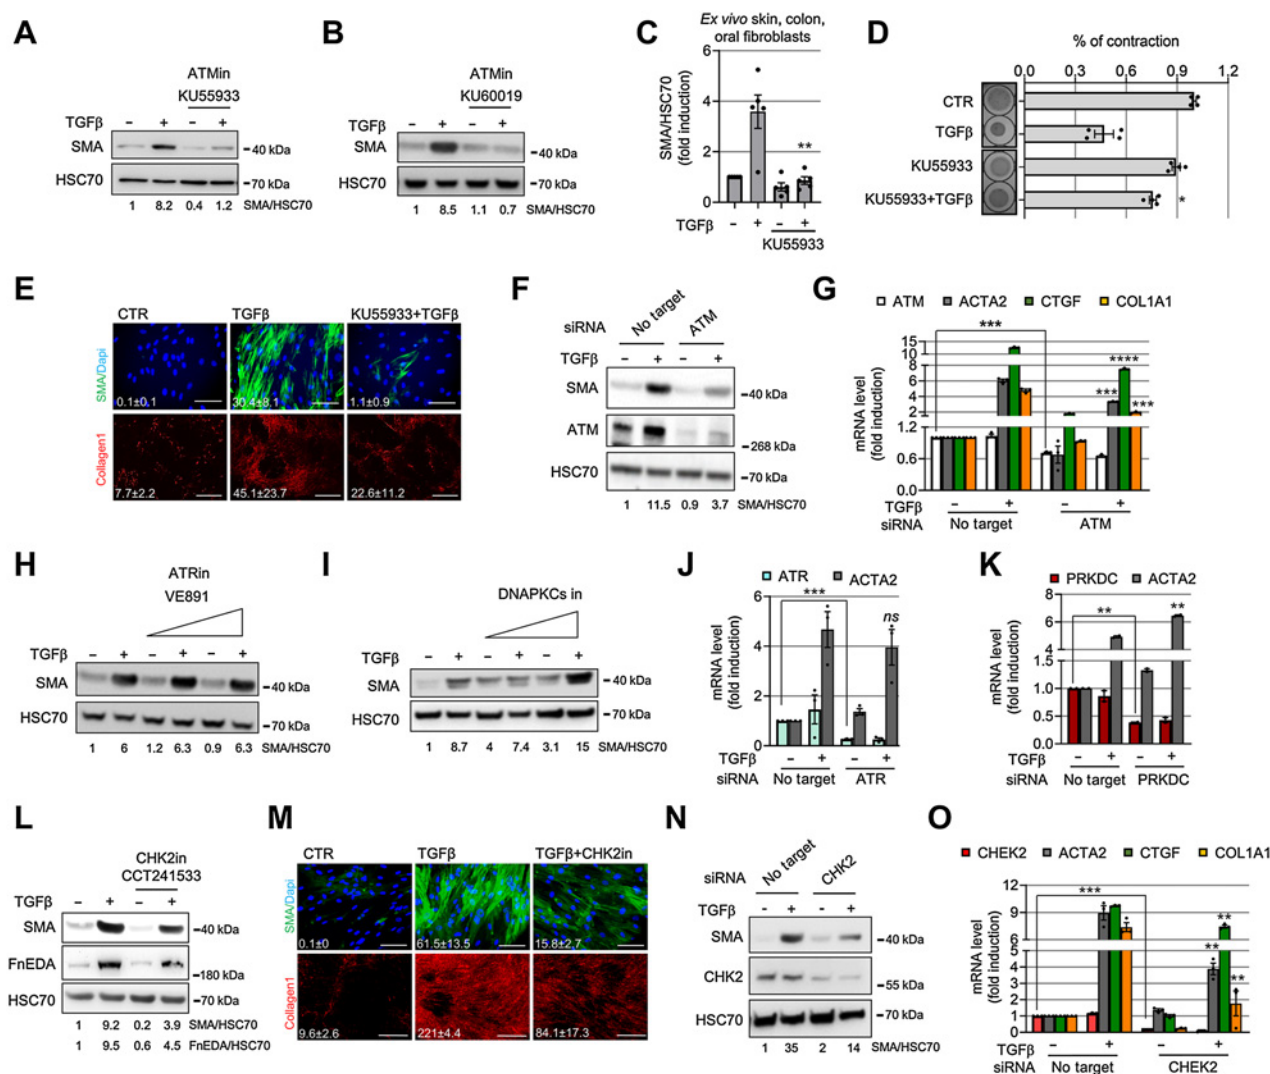 A
ATMin
KU55933
TGFβ − + − +
SMA
40 kDa
HSC70
70 kDa
1 8.2 0.4 1.2 SMA/HSC70
B
ATMin
KU60019
TGFβ − + − +
SMA
40 kDa
HSC70
70 kDa
1 8.5 1.1 0.7 SMA/HSC70
C
Ex vivo skin, colon,
oral fibroblasts
SMA/HSC70
(fold induction)
6
4
2
0
**
TGFβ − + − +
KU55933
D
% of contraction
0.0 0.3 0.6 0.9 1.2
CTR
TGFβ
KU55933
KU55933+TGFβ
*
E
CTR TGFβ KU55933+TGFβ
SMA/Dapi
0.1±0.1 30.4±8.1 1.1±0.9
Collagen1
7.7±2.2 45.1±23.7 22.6±11.2
F
siRNA No target ATM
TGFβ − + − +
SMA
40 kDa
ATM
268 kDa
HSC70
70 kDa
1 11.5 0.9 3.7 SMA/HSC70
G
ATM ACTA2 CTGF COL1A1
mRNA level
(fold induction)
15
10
6
4
2
1.2
0.6
0.0
***
***
****
***
TGFβ − + − +
siRNA No target ATM
H
ATRin
VE891
TGFβ − + − + − +
SMA
40 kDa
HSC70
70 kDa
1 6 1.2 6.3 0.9 6.3 SMA/HSC70
I
DNAPKCs in
TGFβ − + − + − +
SMA
40 kDa
HSC70
70 kDa
1 8.7 4 7.4 3.1 15 SMA/HSC70
J
ATR ACTA2
mRNA level
(fold induction)
6
4
2
0
***
ns
TGFβ − + − +
siRNA No target ATR
K
PRKDC ACTA2
mRNA level
(fold induction)
8
6
4
1.5
1.0
0.5
0.0
**
**
TGFβ − + − +
siRNA No target PRKDC
L
CHK2in
CCT241533
TGFβ − + − +
SMA
40 kDa
FnEDA
180 kDa
HSC70
70 kDa
1 9.2 0.2 3.9 SMA/HSC70
1 9.5 0.6 4.5 FnEDA/HSC70
M
CTR TGFβ TGFβ+CHK2in
SMA/Dapi
0.1±0 61.5±13.5 15.8±2.7
Collagen1
9.6±2.6 221±4.4 84.1±17.3
N
siRNA No target CHK2
TGFβ - + - +
SMA
40 kDa
CHK2
55 kDa
HSC70
70 kDa
1 35 2 14 SMA/HSC70
O
CHEK2 ACTA2 CTGF COL1A1
mRNA level
(fold induction)
12
9
6
5
4
3
2
1
0
***
**
**
**
TGFβ − + − +
siRNA No target CHEK2